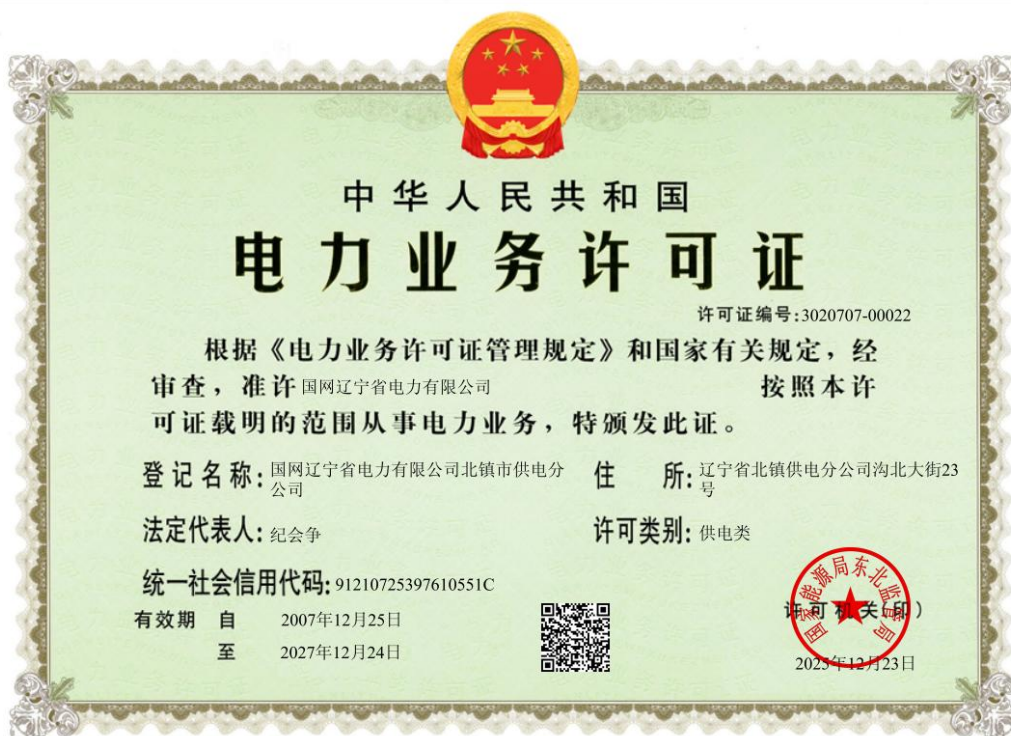 中华人民共和国
电力业务许可证
许可证编号:3020707-00022
根据《电力业务许可证管理规定》和国家有关规定，经
审查，准许 国网辽宁省电力有限公司 按照本许
可证载明的范围从事电力业务，特颁发此证。
登记名称: 国网辽宁省电力有限公司北镇市供电分
公司
住 所: 辽宁省北镇供电分公司沟北大街23
号
法定代表人: 纪会争
许可类别: 供电类
统一社会信用代码: 91210725397610551C
有效期 自 2007年12月25日
至 2027年12月24日
国家能源局东北监管局
许可机关(印)
2025年12月23日